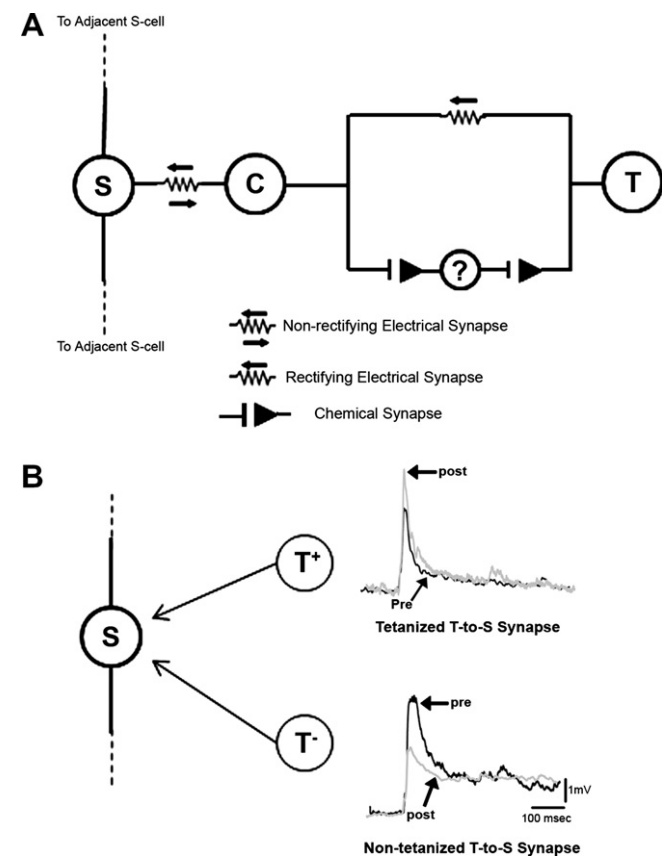 A
To Adjacent S-cell
S
C
T
?
To Adjacent S-cell
Non-rectifying Electrical Synapse
Rectifying Electrical Synapse
Chemical Synapse
B
post
T+
Pre
Tetanized T-to-S Synapse
S
pre
T-
post
1mV
100 msec
Non-tetanized T-to-S Synapse